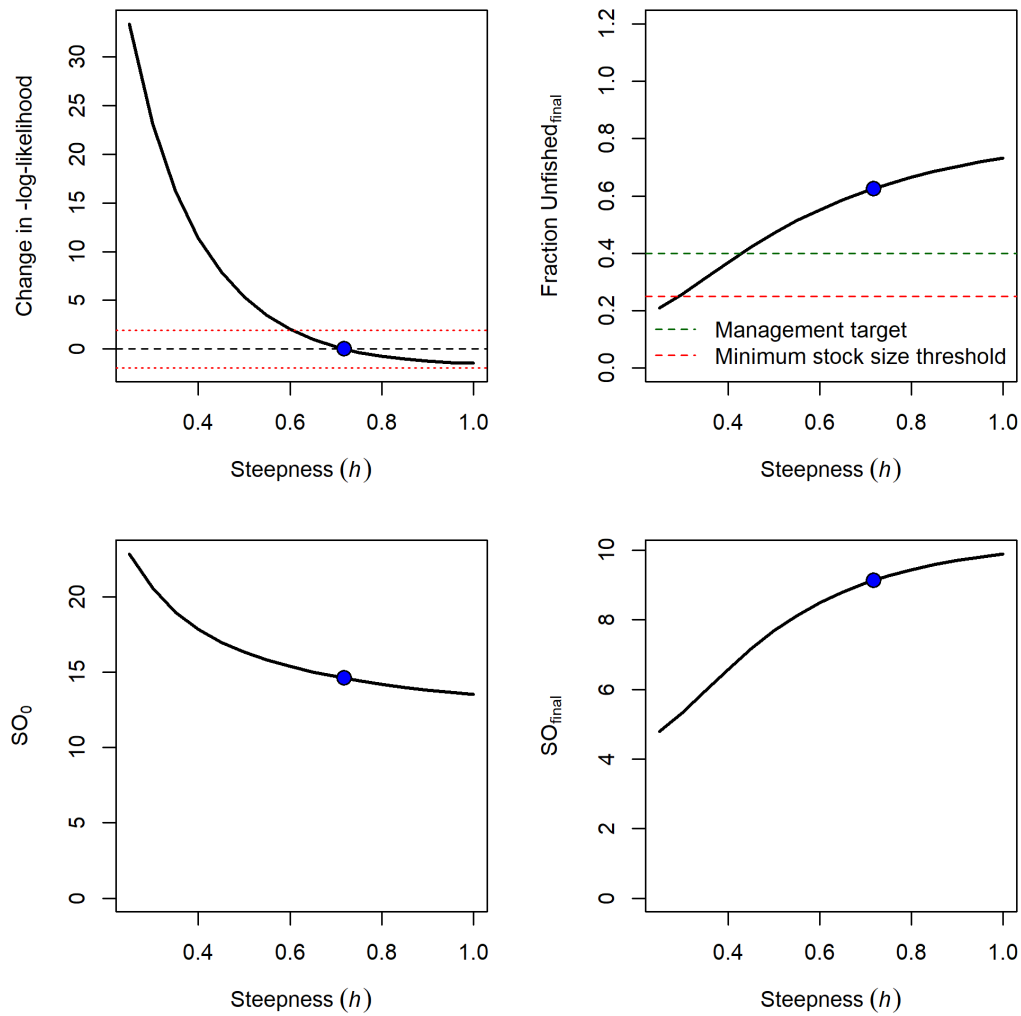 Change in -log-likelihood
30
25
20
15
10
5
0
0.4 0.6 0.8 1.0
Steepness (h)
Fraction Unfishedfinal
1.2
1.0
0.8
0.6
0.4
0.2
0.0
Management target
Minimum stock size threshold
0.4 0.6 0.8 1.0
Steepness (h)
SO0
20
15
10
5
0
0.4 0.6 0.8 1.0
Steepness (h)
SOfinal
10
8
6
4
2
0
0.4 0.6 0.8 1.0
Steepness (h)